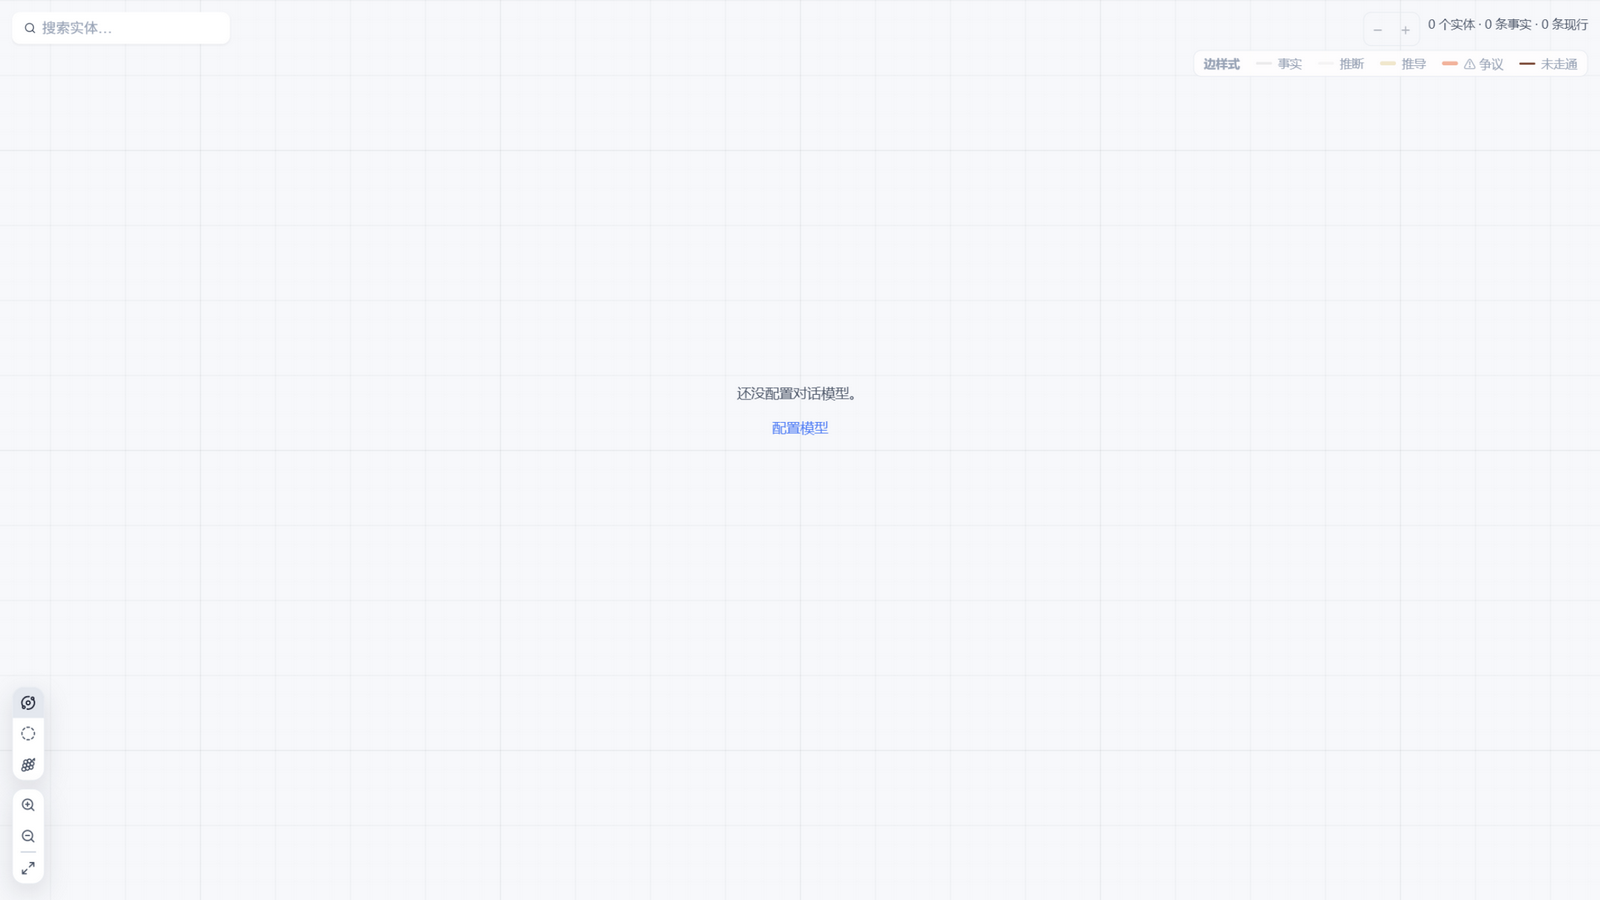 搜索实体…
0 个实体 · 0 条事实 · 0 条现行
边样式 事实 推断 推导 ⚠ 争议 未走通
还没配置对话模型。
配置模型